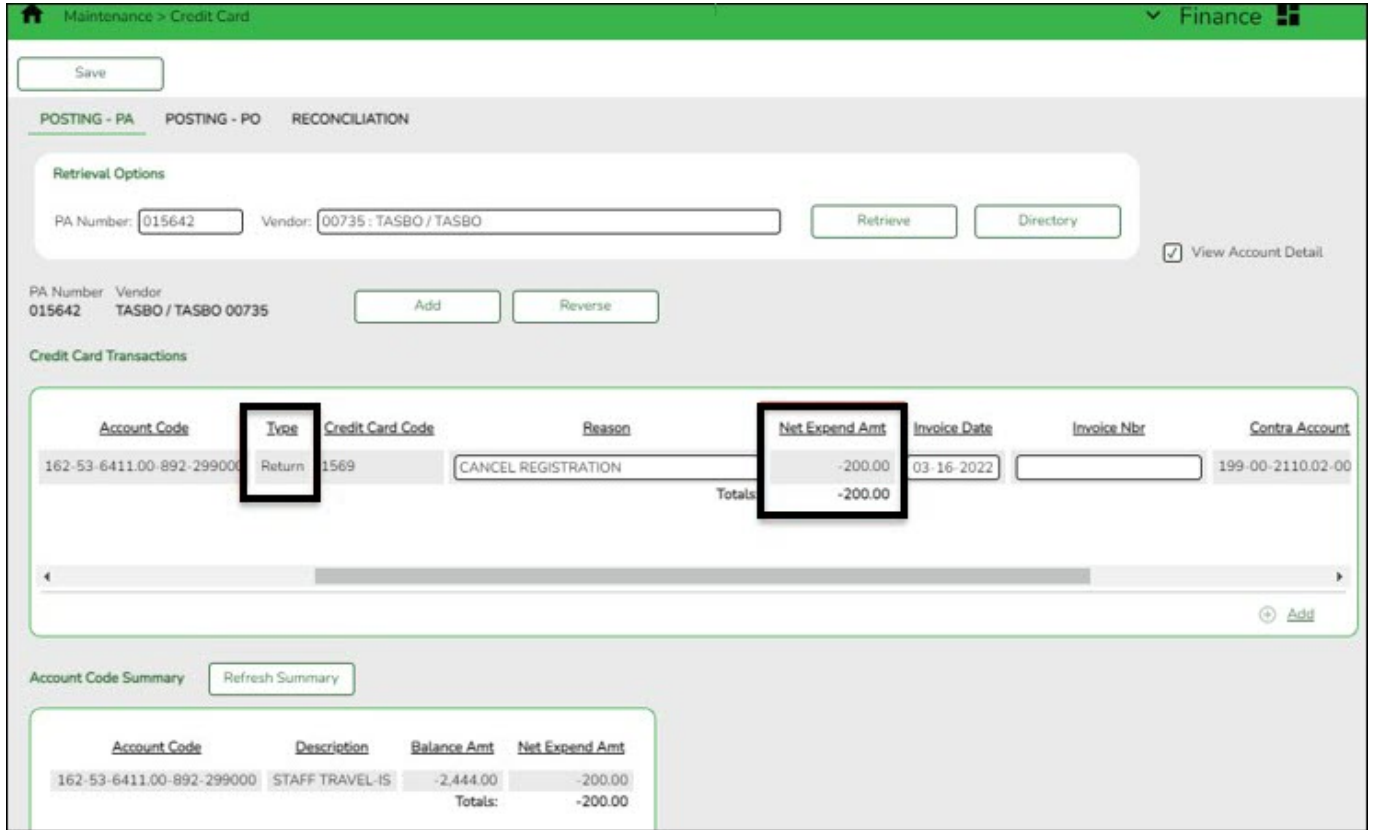 Maintenance > Credit Card Finance
Save
POSTING - PA POSTING - PO RECONCILIATION
Retrieval Options
PA Number: 015642 Vendor: 00735 : TASBO / TASBO Retrieve Directory
View Account Detail
PA Number Vendor
015642 TASBO / TASBO 00735 Add Reverse
Credit Card Transactions
Account Code Type Credit Card Code Reason Net Expend Amt Invoice Date Invoice Nbr Contra Account
162-53-6411.00-892-299000 Return 1569 CANCEL REGISTRATION -200.00 03-16-2022 199-00-2110.02-00
Totals: -200.00
Add
Account Code Summary Refresh Summary
Account Code Description Balance Amt Net Expend Amt
162-53-6411.00-892-299000 STAFF TRAVEL-IS -2,444.00 -200.00
Totals: -200.00